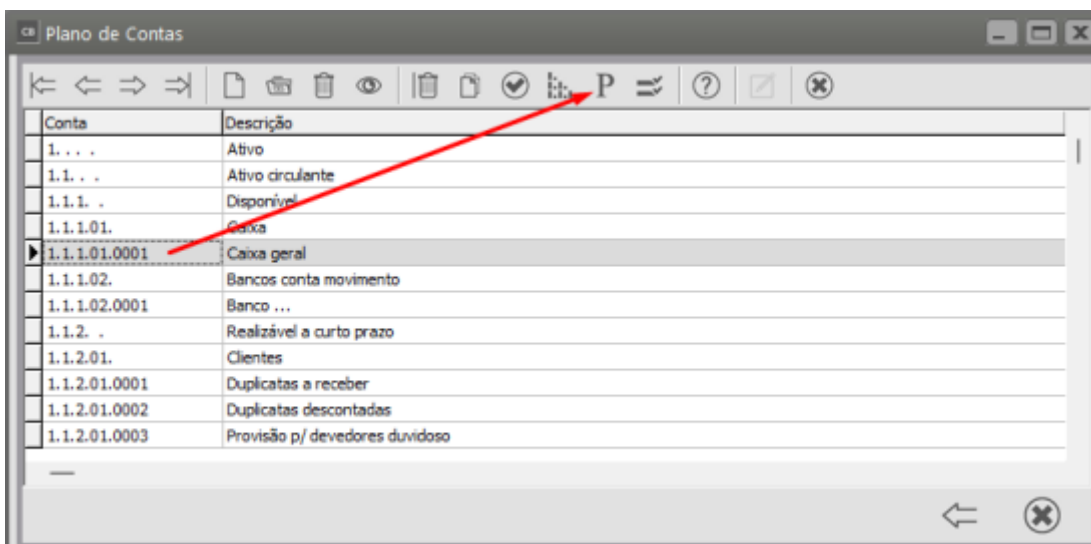 CB Plano de Contas
P ?
Conta Descrição
1. . . . Ativo
1.1. . . Ativo circulante
1.1.1. . Disponível
1.1.1.01. Caixa
1.1.1.01.0001 Caixa geral
1.1.1.02. Bancos conta movimento
1.1.1.02.0001 Banco ...
1.1.2. . Realizável a curto prazo
1.1.2.01. Clientes
1.1.2.01.0001 Duplicatas a receber
1.1.2.01.0002 Duplicatas descontadas
1.1.2.01.0003 Provisão p/ devedores duvidoso